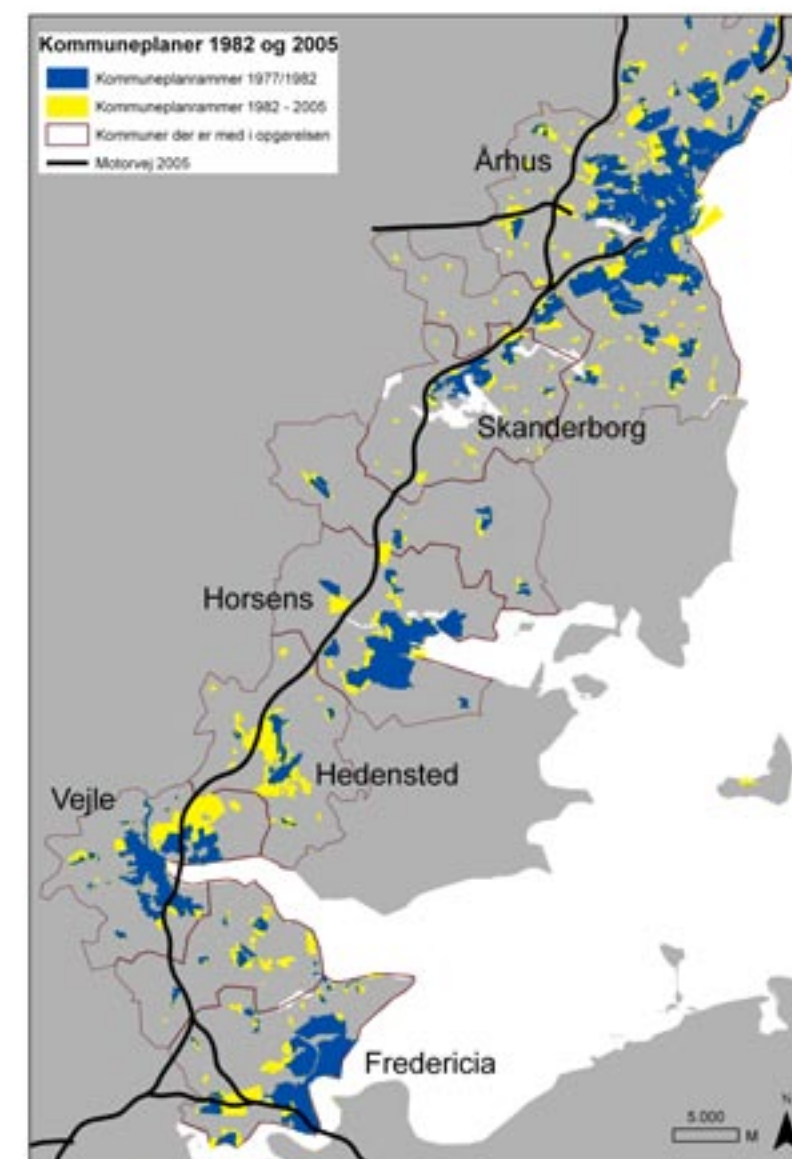 Kommuneplaner 1982 og 2005
Kommuneplanrammer 1977/1982
Kommuneplanrammer 1982 - 2005
Kommuner der er med i opgørelsen
Motorvej 2005
Århus
Skanderborg
Horsens
Hedensted
Vejle
Fredericia
N
5.000
M